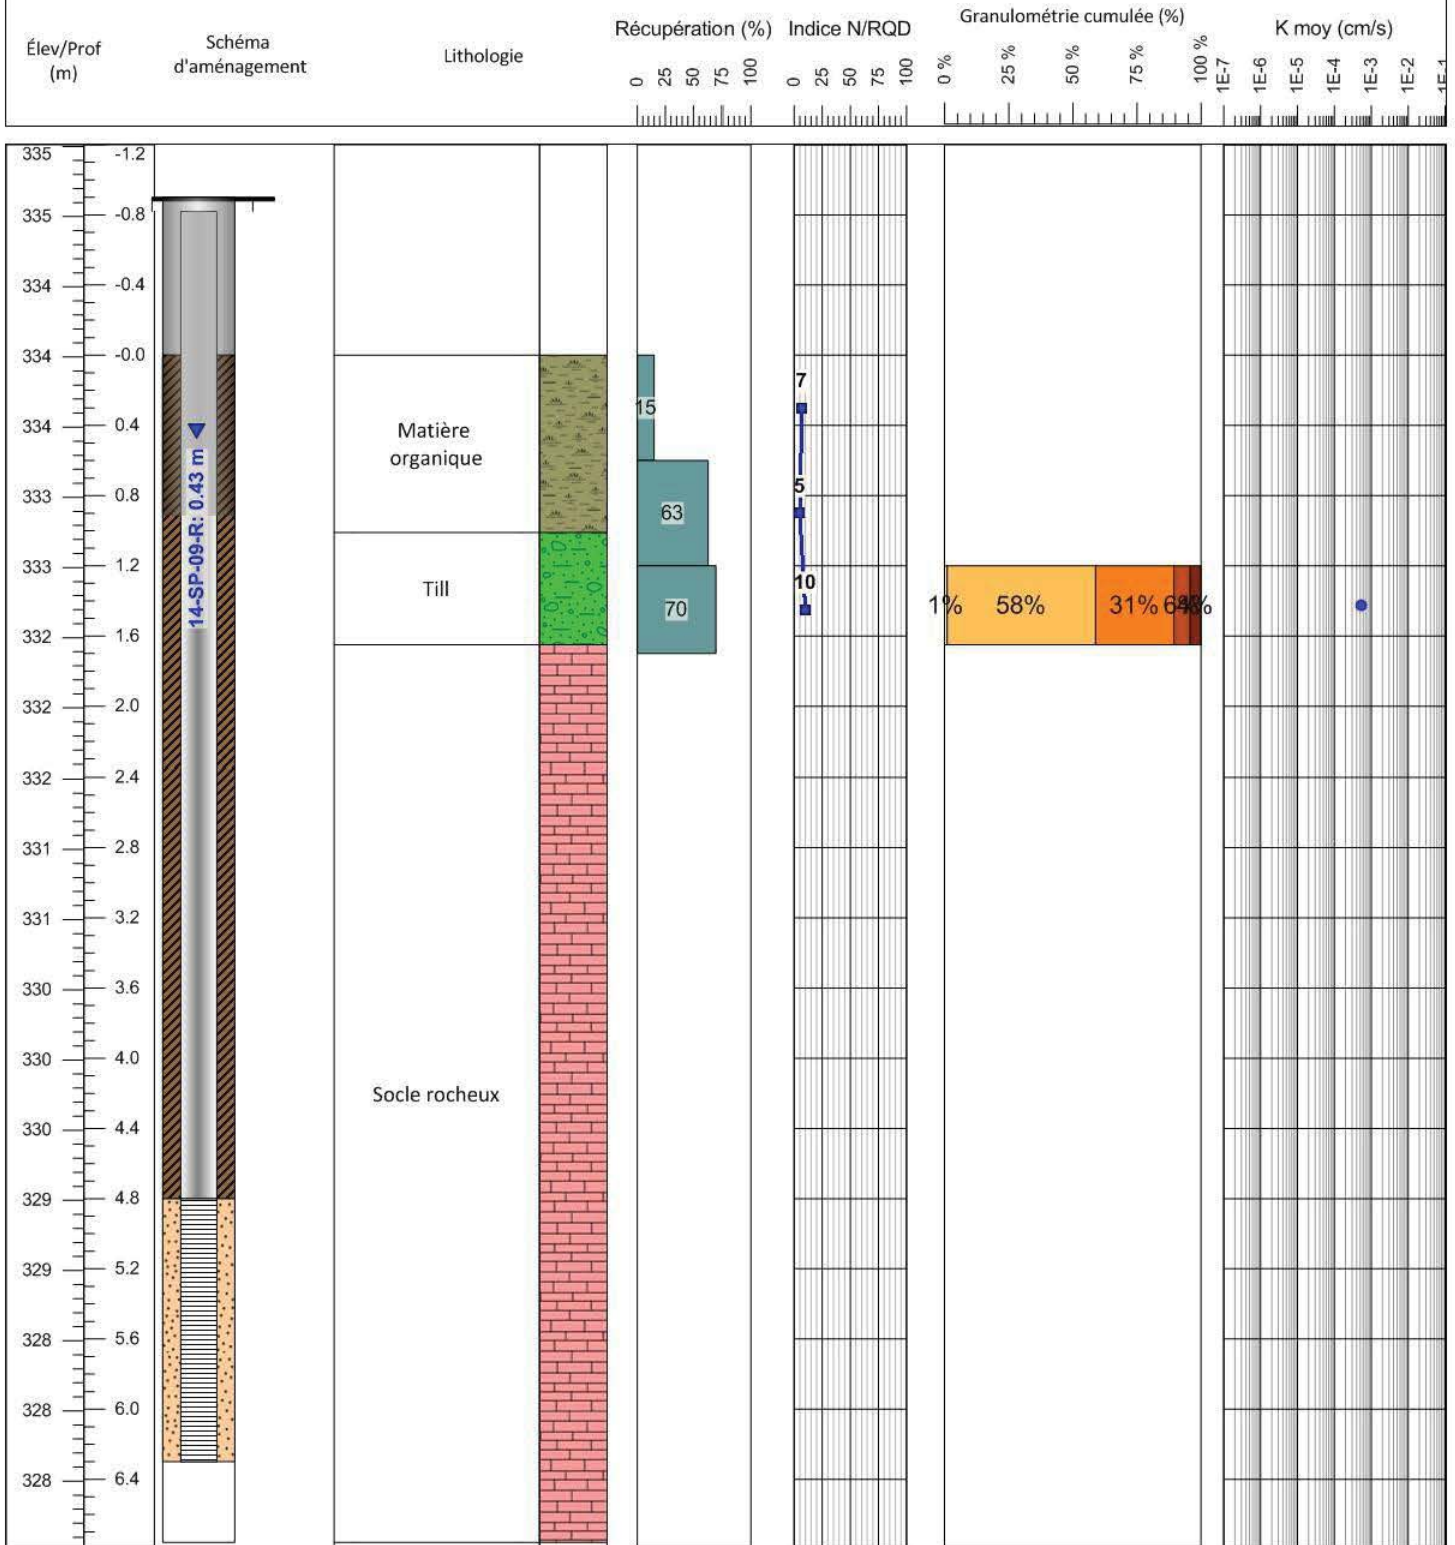 Élev/Prof
(m)
Schéma
d'aménagement
Lithologie
Récupération (%)
0 25 50 75 100
Indice N/RQD
0 25 50 75 100
Granulométrie cumulée (%)
0 % 25 % 50 % 75 % 100 %
K moy (cm/s)
1E-7 1E-6 1E-5 1E-4 1E-3 1E-2 1E-1
335 -1.2
335 -0.8
334 -0.4
334 -0.0
334 0.4
333 0.8
333 1.2
332 1.6
332 2.0
332 2.4
331 2.8
331 3.2
330 3.6
330 4.0
330 4.4
329 4.8
329 5.2
328 5.6
328 6.0
328 6.4
14-SP-09-R: 0.43 m
Matière
organique
Till
Socle rocheux
15
63
70
7
5
10
1% 58% 31% 6% 4%